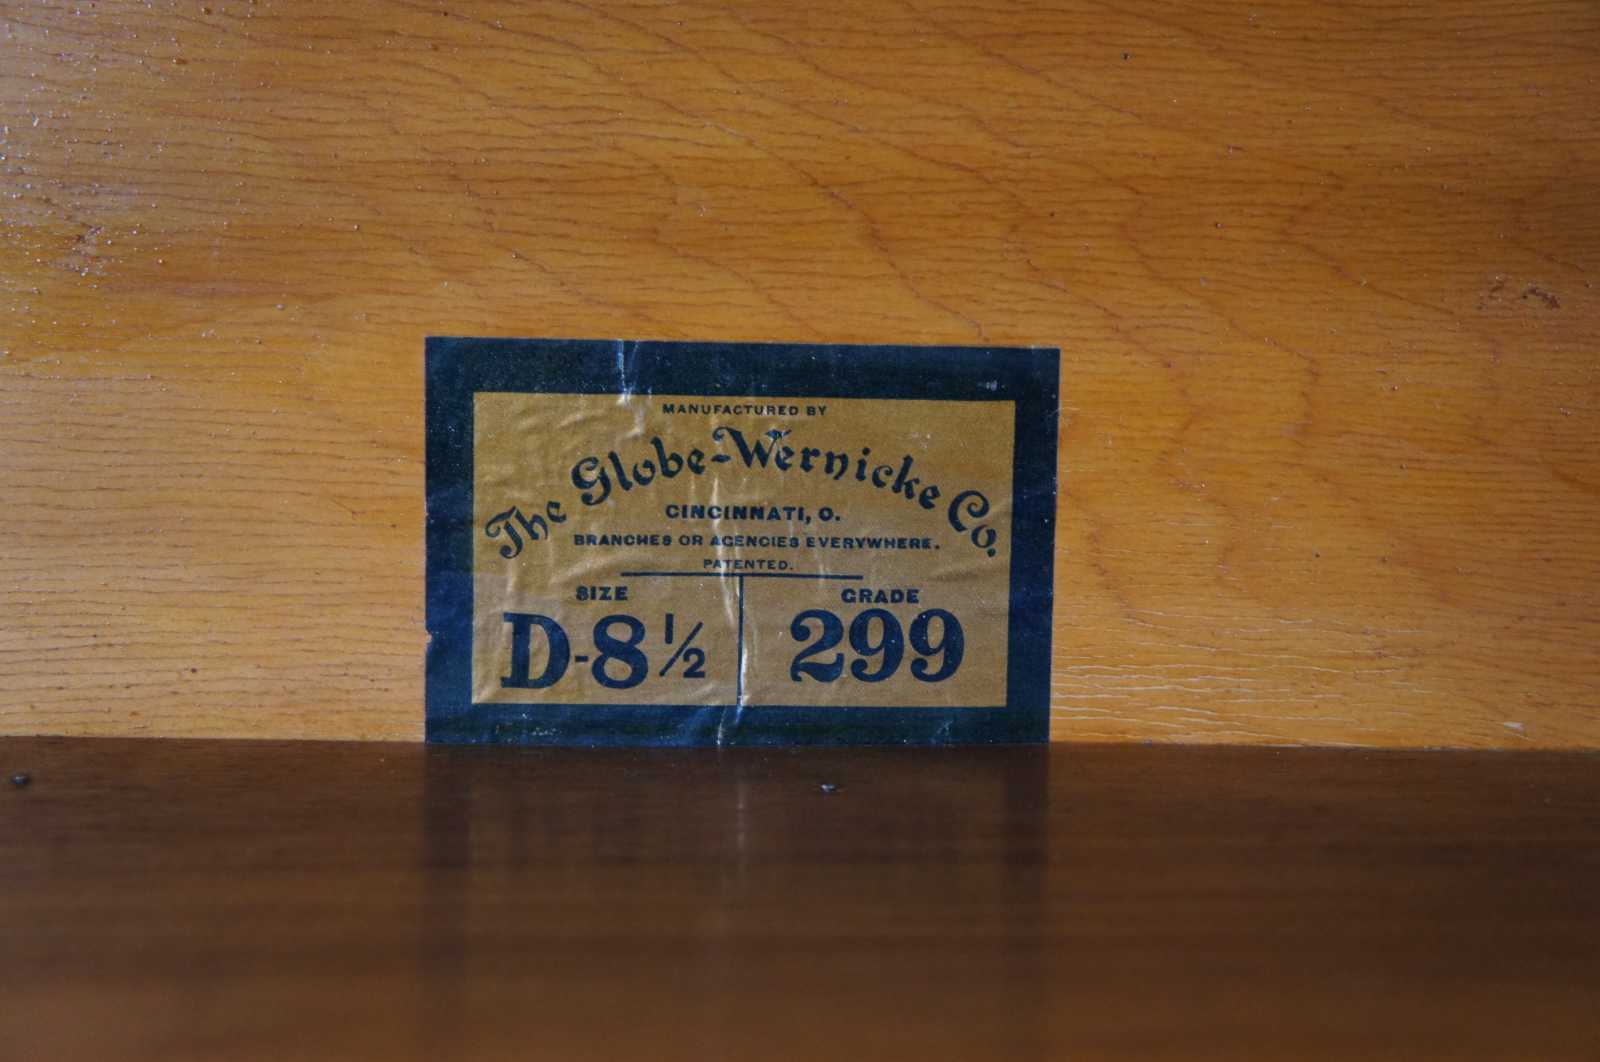 MANUFACTURED BY
The Globe-Wernicke Co.
CINCINNATI, O.
BRANCHES OR AGENCIES EVERYWHERE.
PATENTED.
SIZE GRADE
D-8½ 299